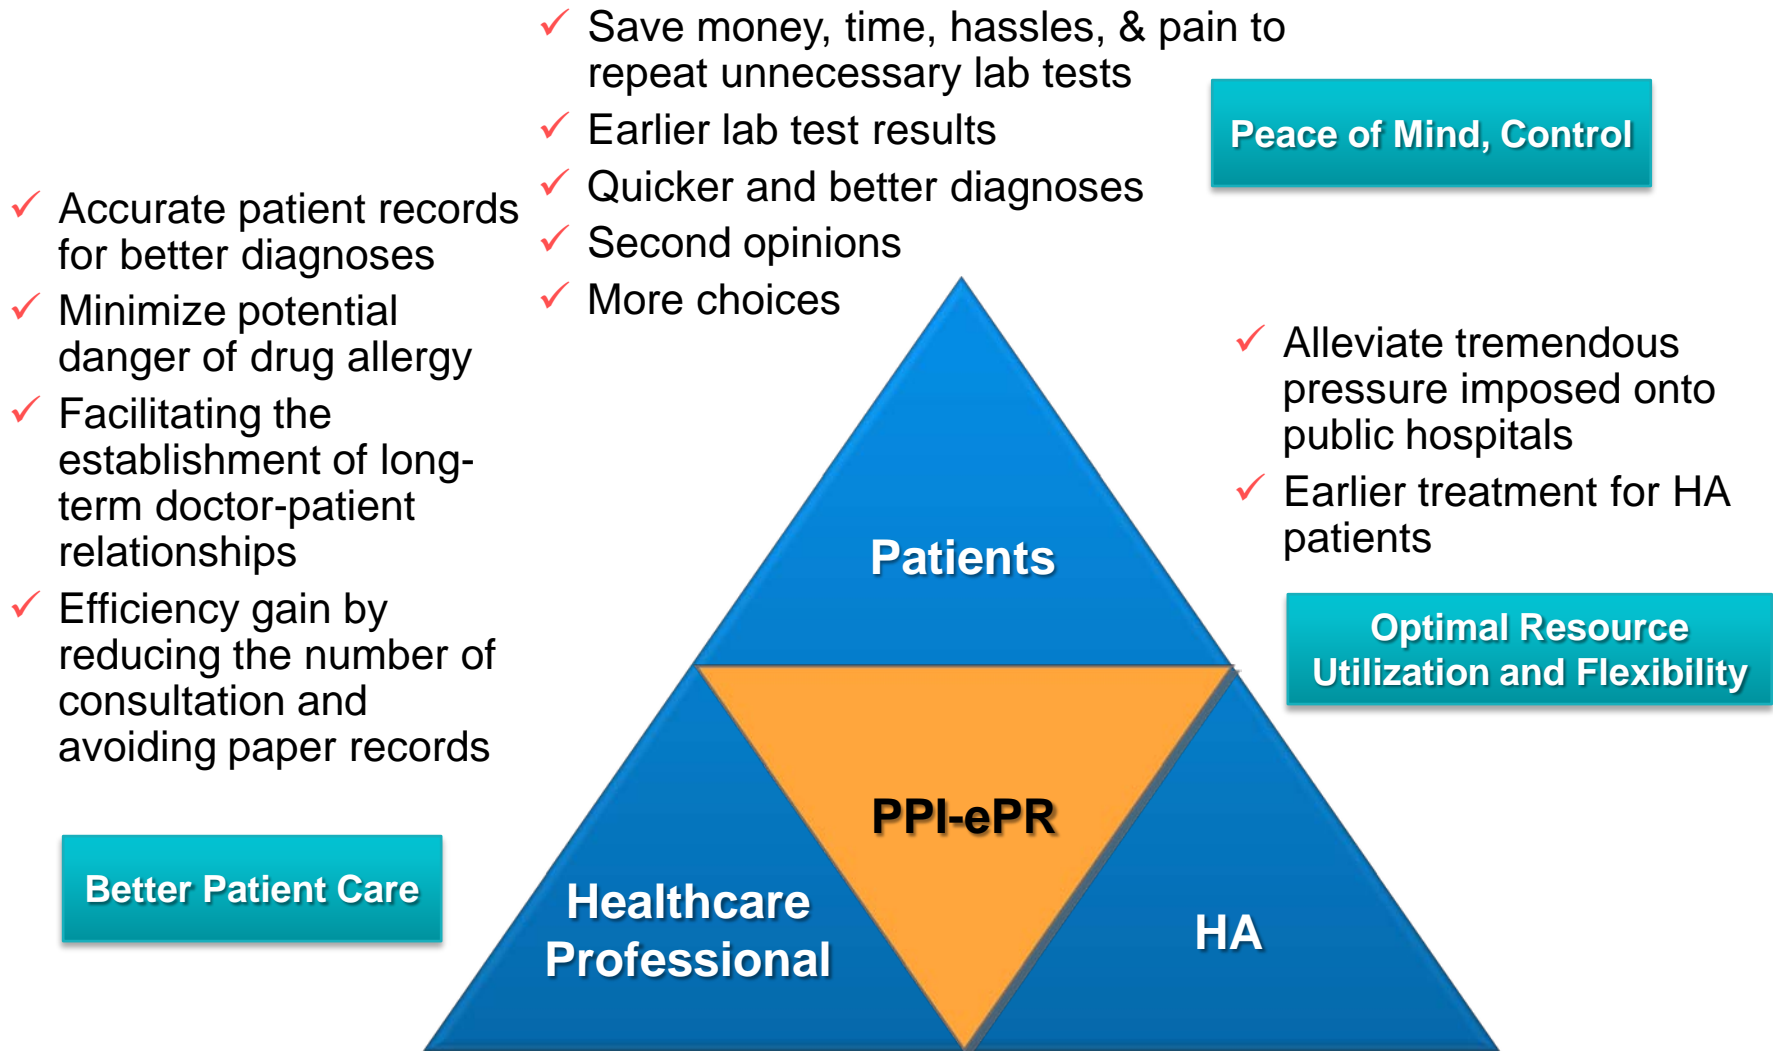 Save money, time, hassles, & pain to
repeat unnecessary lab tests
Earlier lab test results
Quicker and better diagnoses
Second opinions
More choices
Peace of Mind, Control
Accurate patient records
for better diagnoses
Minimize potential
danger of drug allergy
Facilitating the
establishment of long-
term doctor-patient
relationships
Efficiency gain by
reducing the number of
consultation and
avoiding paper records
Better Patient Care
Alleviate tremendous
pressure imposed onto
public hospitals
Earlier treatment for HA
patients
Optimal Resource
Utilization and Flexibility
Patients
PPI-ePR
Healthcare
Professional
HA